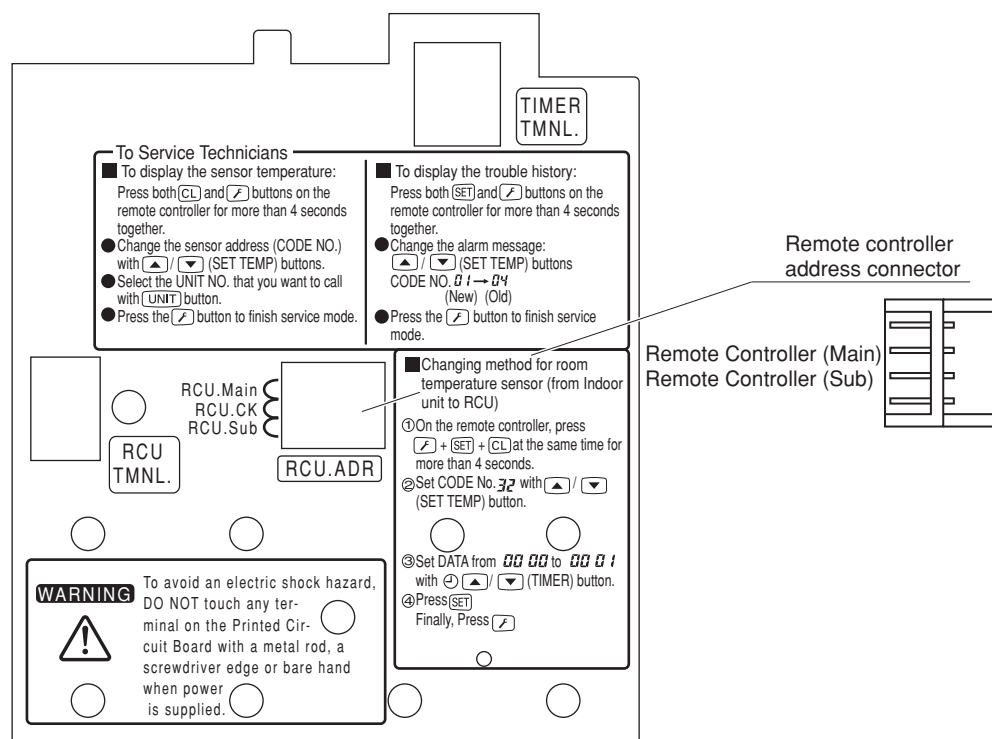 TIMER
TMNL.
To Service Technicians
■ To display the sensor temperature:
Press both CL and buttons on the
remote controller for more than 4 seconds
together.
● Change the sensor address (CODE NO.)
with ▲ / ▼ (SET TEMP) buttons.
● Select the UNIT NO. that you want to call
with UNIT button.
● Press the button to finish service mode.
■ To display the trouble history:
Press both SET and buttons on the
remote controller for more than 4 seconds
together.
● Change the alarm message:
▲ / ▼ (SET TEMP) buttons
CODE NO. 01 → 04
(New) (Old)
● Press the button to finish service
mode.
Remote controller
address connector
Remote Controller (Main)
Remote Controller (Sub)
RCU.Main
RCU.CK
RCU.Sub
RCU
TMNL.
RCU.ADR
■ Changing method for room
temperature sensor (from Indoor
unit to RCU)
① On the remote controller, press
+ SET + CL at the same time for
more than 4 seconds.
② Set CODE No. 32 with ▲ / ▼
(SET TEMP) button.
③ Set DATA from 00 00 to 00 01
with ▲ / ▼ (TIMER) button.
④ Press SET
Finally, Press
WARNING
To avoid an electric shock hazard,
DO NOT touch any ter-
minal on the Printed Cir-
cuit Board with a metal rod, a
screwdriver edge or bare hand
when power
is supplied.